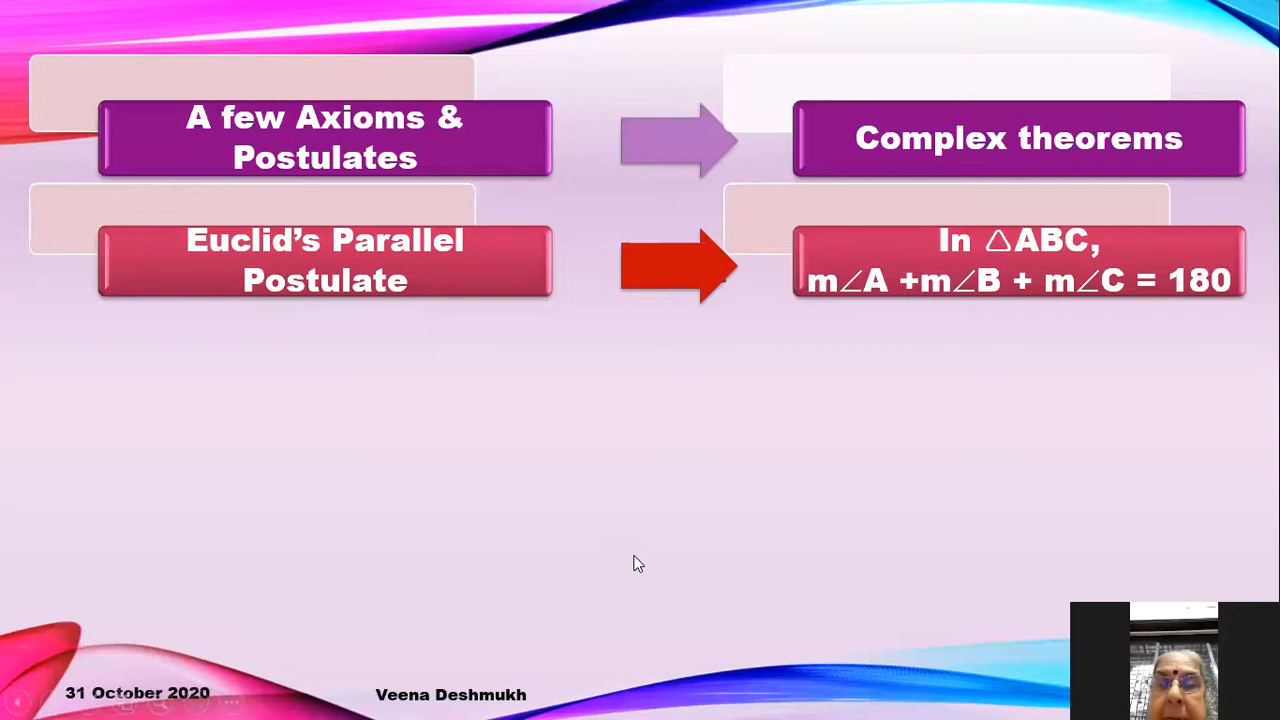 A few Axioms &
Postulates
Complex theorems
Euclid’s Parallel
Postulate
In △ABC,
m∠A +m∠B + m∠C = 180
31 October 2020
Veena Deshmukh